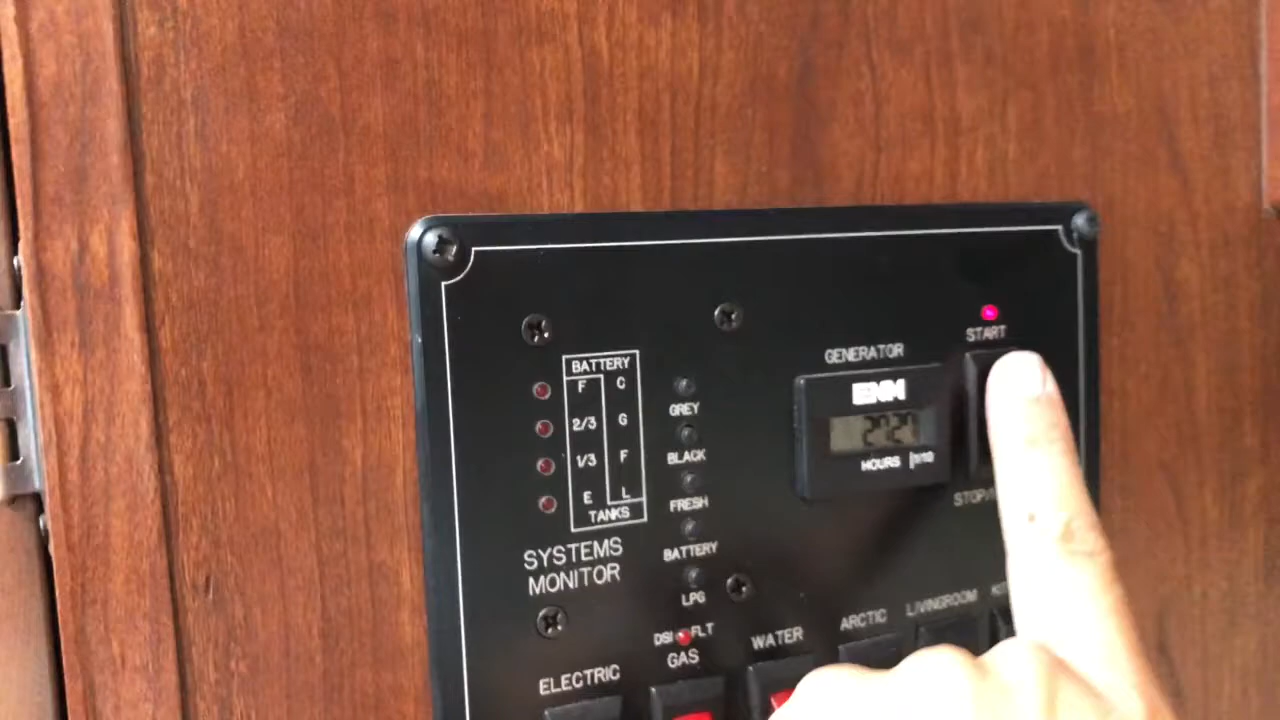 START
GENERATOR
ENM
HOURS 1/10
BATTERY
F C
2/3 G
1/3 F
E L
TANKS
GREY
BLACK
FRESH
BATTERY
LPG
SYSTEMS
MONITOR
DSI FLT
GAS
WATER
ARCTIC
LIVINGROOM
ELECTRIC